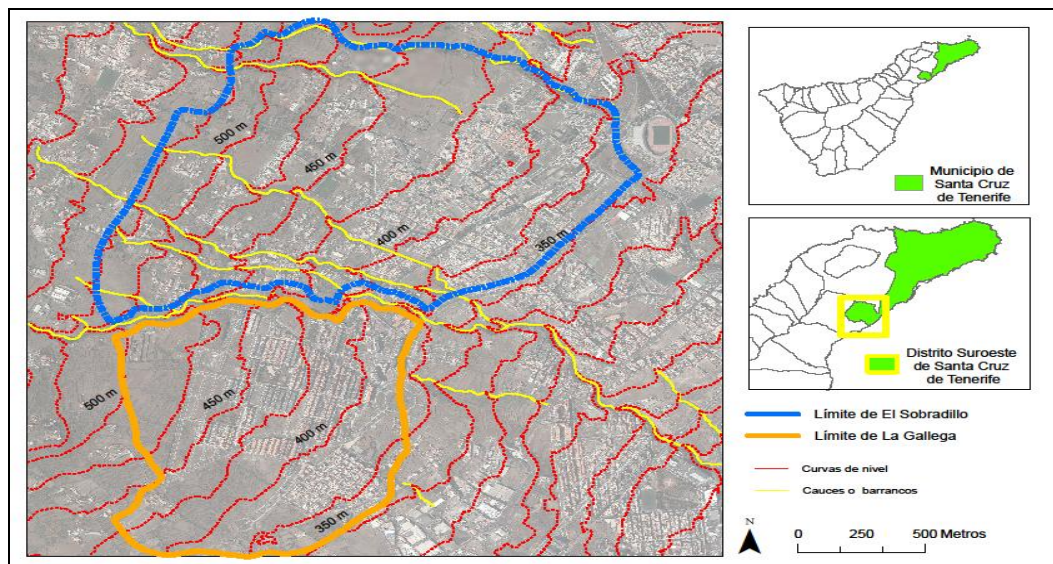 500 m
450 m
400 m
350 m
500 m
450 m
400 m
350 m
Municipio de
Santa Cruz
de Tenerife
Distrito Suroeste
de Santa Cruz
de Tenerife
Límite de El Sobradillo
Límite de La Gallega
Curvas de nivel
Cauces o barrancos
N
0 250 500 Metros